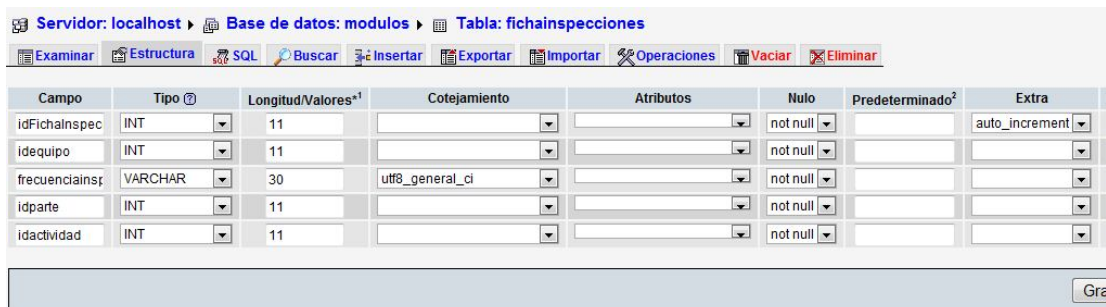 Servidor: localhost ▸ Base de datos: modulos ▸ Tabla: fichainspecciones
Examinar Estructura SQL Buscar Insertar Exportar Importar Operaciones Vaciar Eliminar
Campo Tipo Longitud/Valores*1 Cotejamiento Atributos Nulo Predeterminado2 Extra
idFichaInspec INT 11 not null auto_increment
idequipo INT 11 not null
frecuenciainsp VARCHAR 30 utf8_general_ci not null
idparte INT 11 not null
idactividad INT 11 not null
Gra